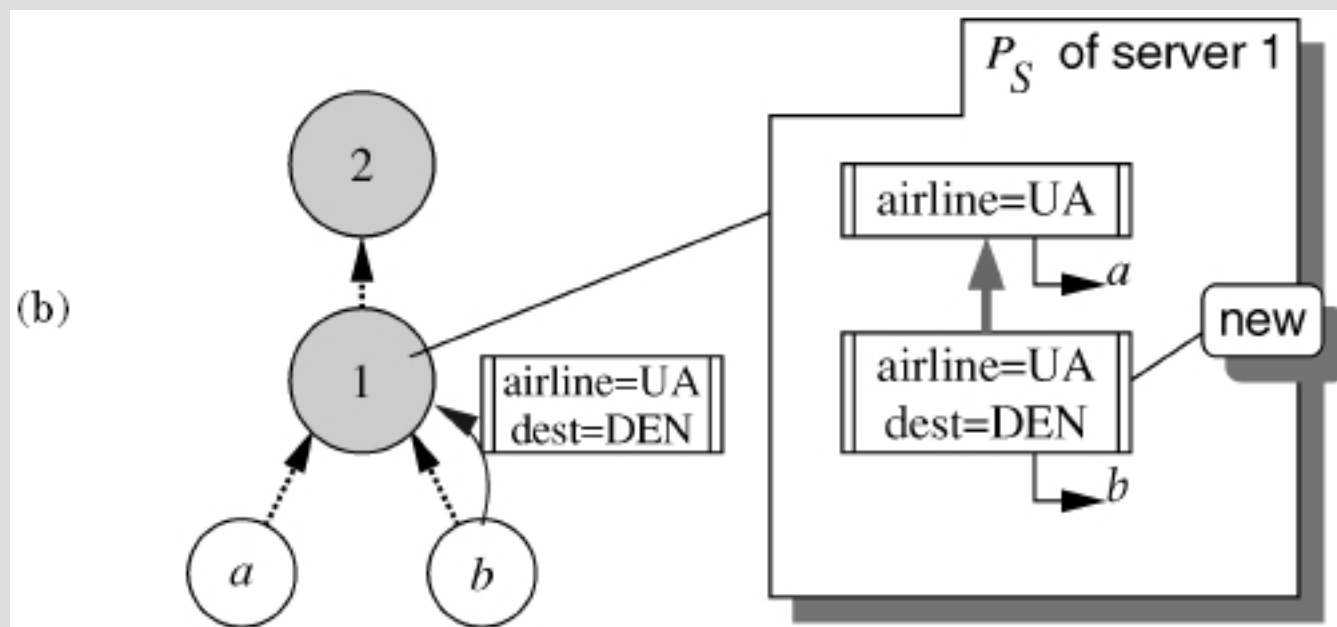 (b)
2
1
a
b
airline=UA
dest=DEN
P_S of server 1
airline=UA
a
new
airline=UA
dest=DEN
b